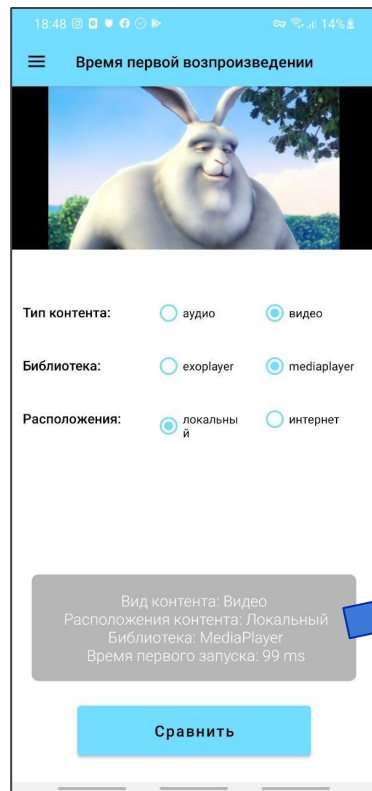 18:48 14%
Время первой возпроизведении
Тип контента: аудио видео
Библиотека: exoplayer mediaplayer
Расположения: локальны
й интернет
Вид контента: Видео
Расположения контента: Локальный
Библиотека: MediaPlayer
Время первого запуска: 99 ms
Сравнить